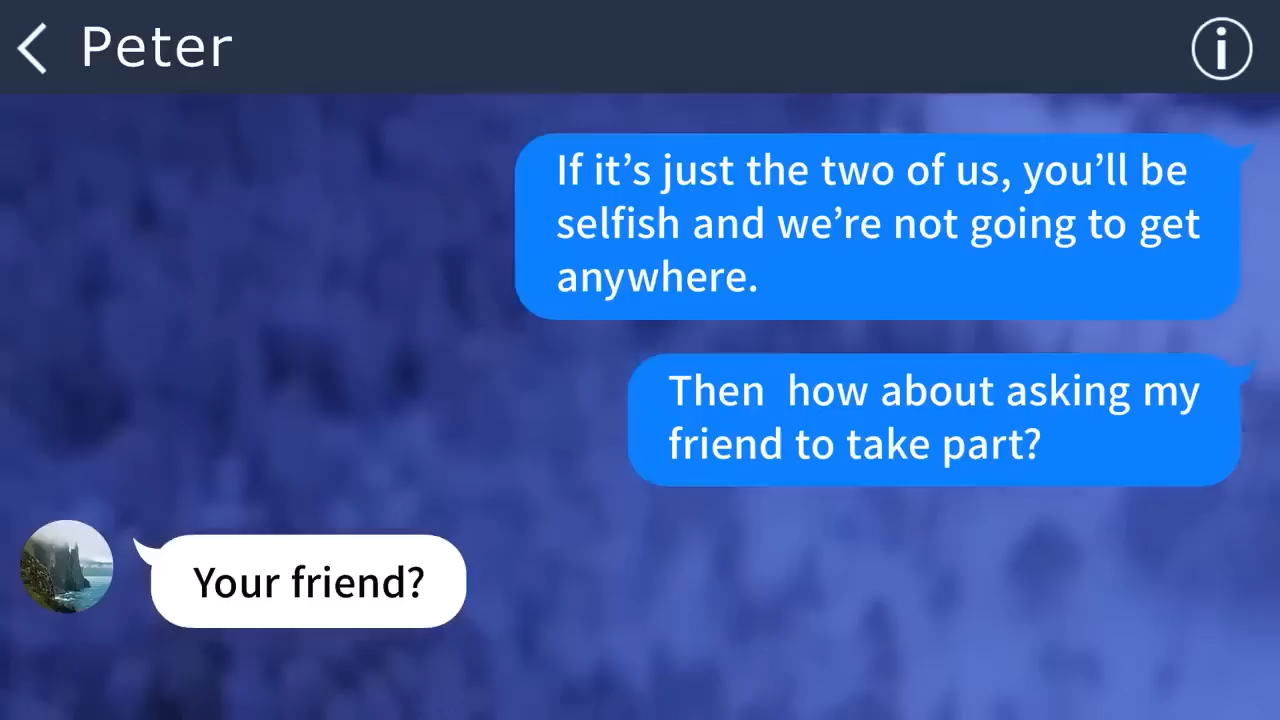 Peter
If it’s just the two of us, you’ll be
selfish and we’re not going to get
anywhere.
Then  how about asking my
friend to take part?
Your friend?